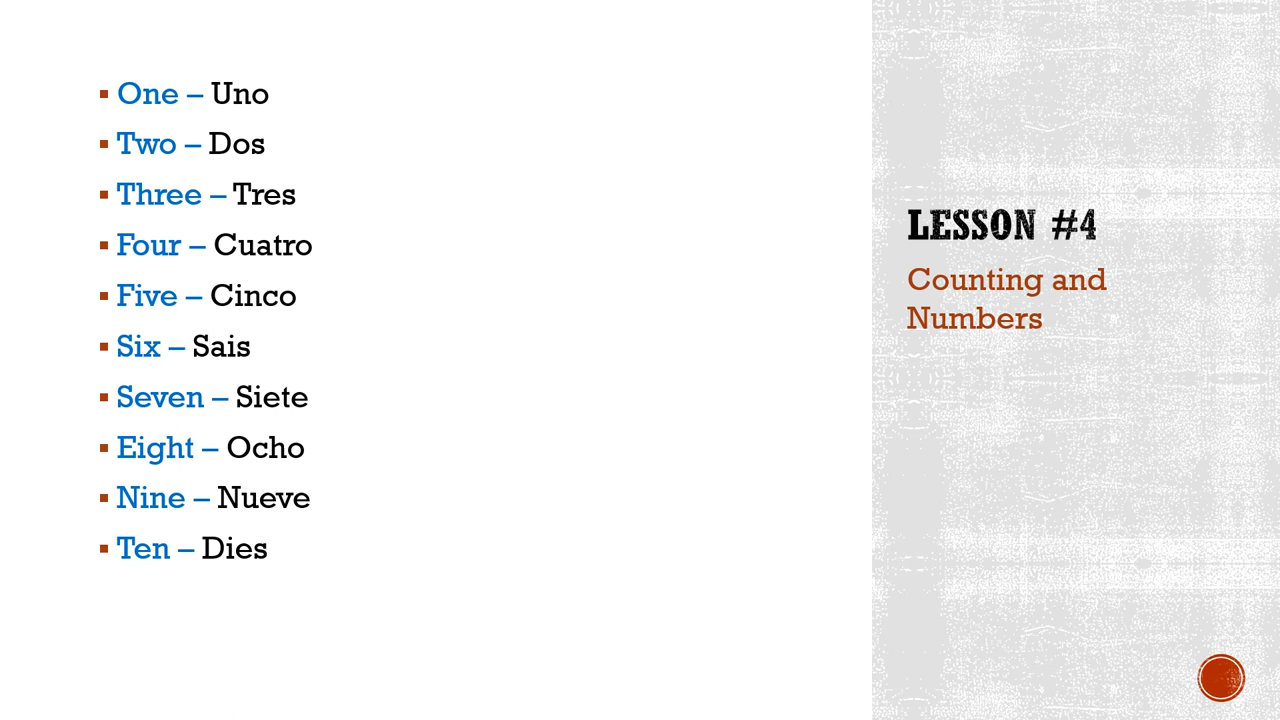 One – Uno
Two – Dos
Three – Tres
Four – Cuatro
Five – Cinco
Six – Sais
Seven – Siete
Eight – Ocho
Nine – Nueve
Ten – Dies
LESSON #4
Counting and
Numbers